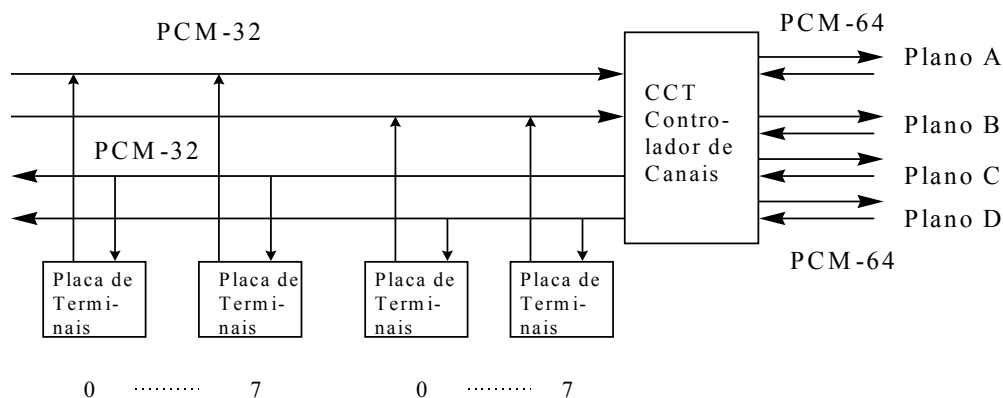 PCM-64
PCM-32
Plano A
CCT
Contro-
lador de
Canais
Plano B
PCM-32
Plano C
Plano D
PCM-64
Placa de
Termi-
nais
Placa de
Termi-
nais
Placa de
Termi-
nais
Placa de
Termi-
nais
0 ......... 7 0 ......... 7